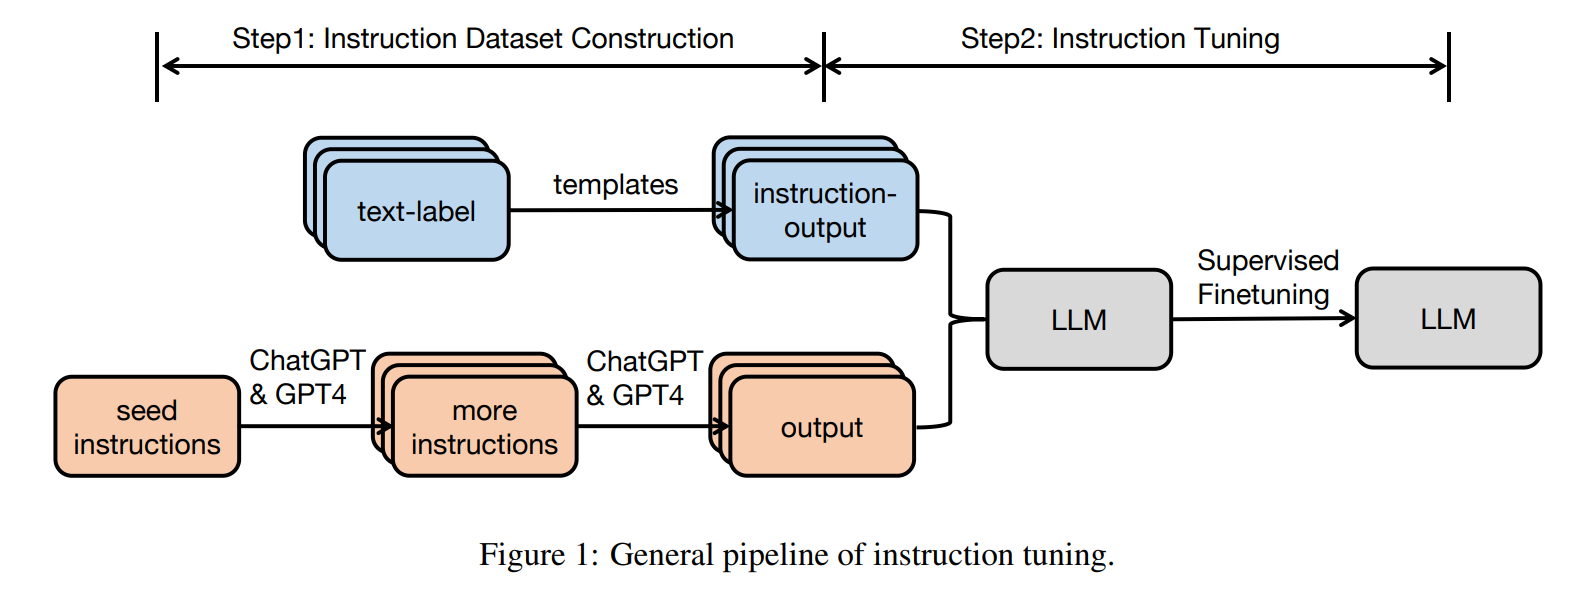 Step1: Instruction Dataset Construction
Step2: Instruction Tuning
text-label
templates
instruction-
output
seed
instructions
ChatGPT
& GPT4
more
instructions
ChatGPT
& GPT4
output
LLM
Supervised
Finetuning
LLM
Figure 1: General pipeline of instruction tuning.